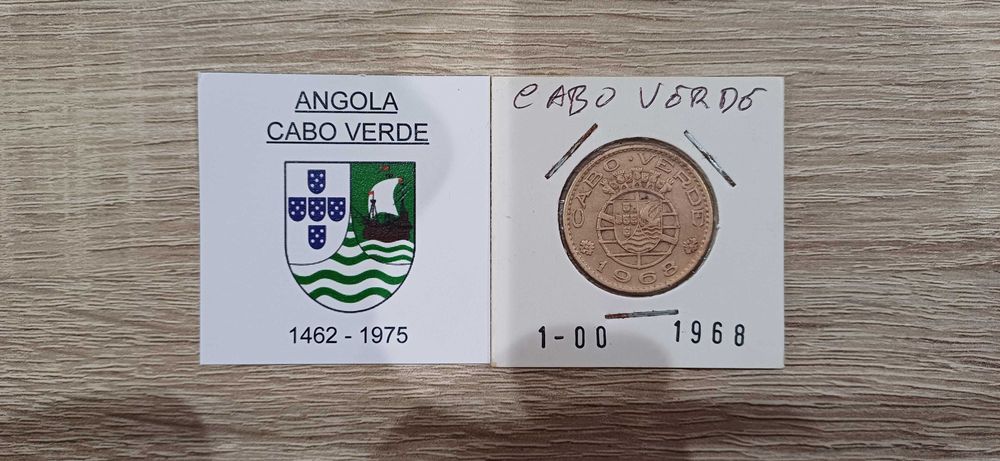 ANGOLA
CABO VERDE
1462 - 1975
CABO VERDE
CABO · VERDE
1968
1-00 1968